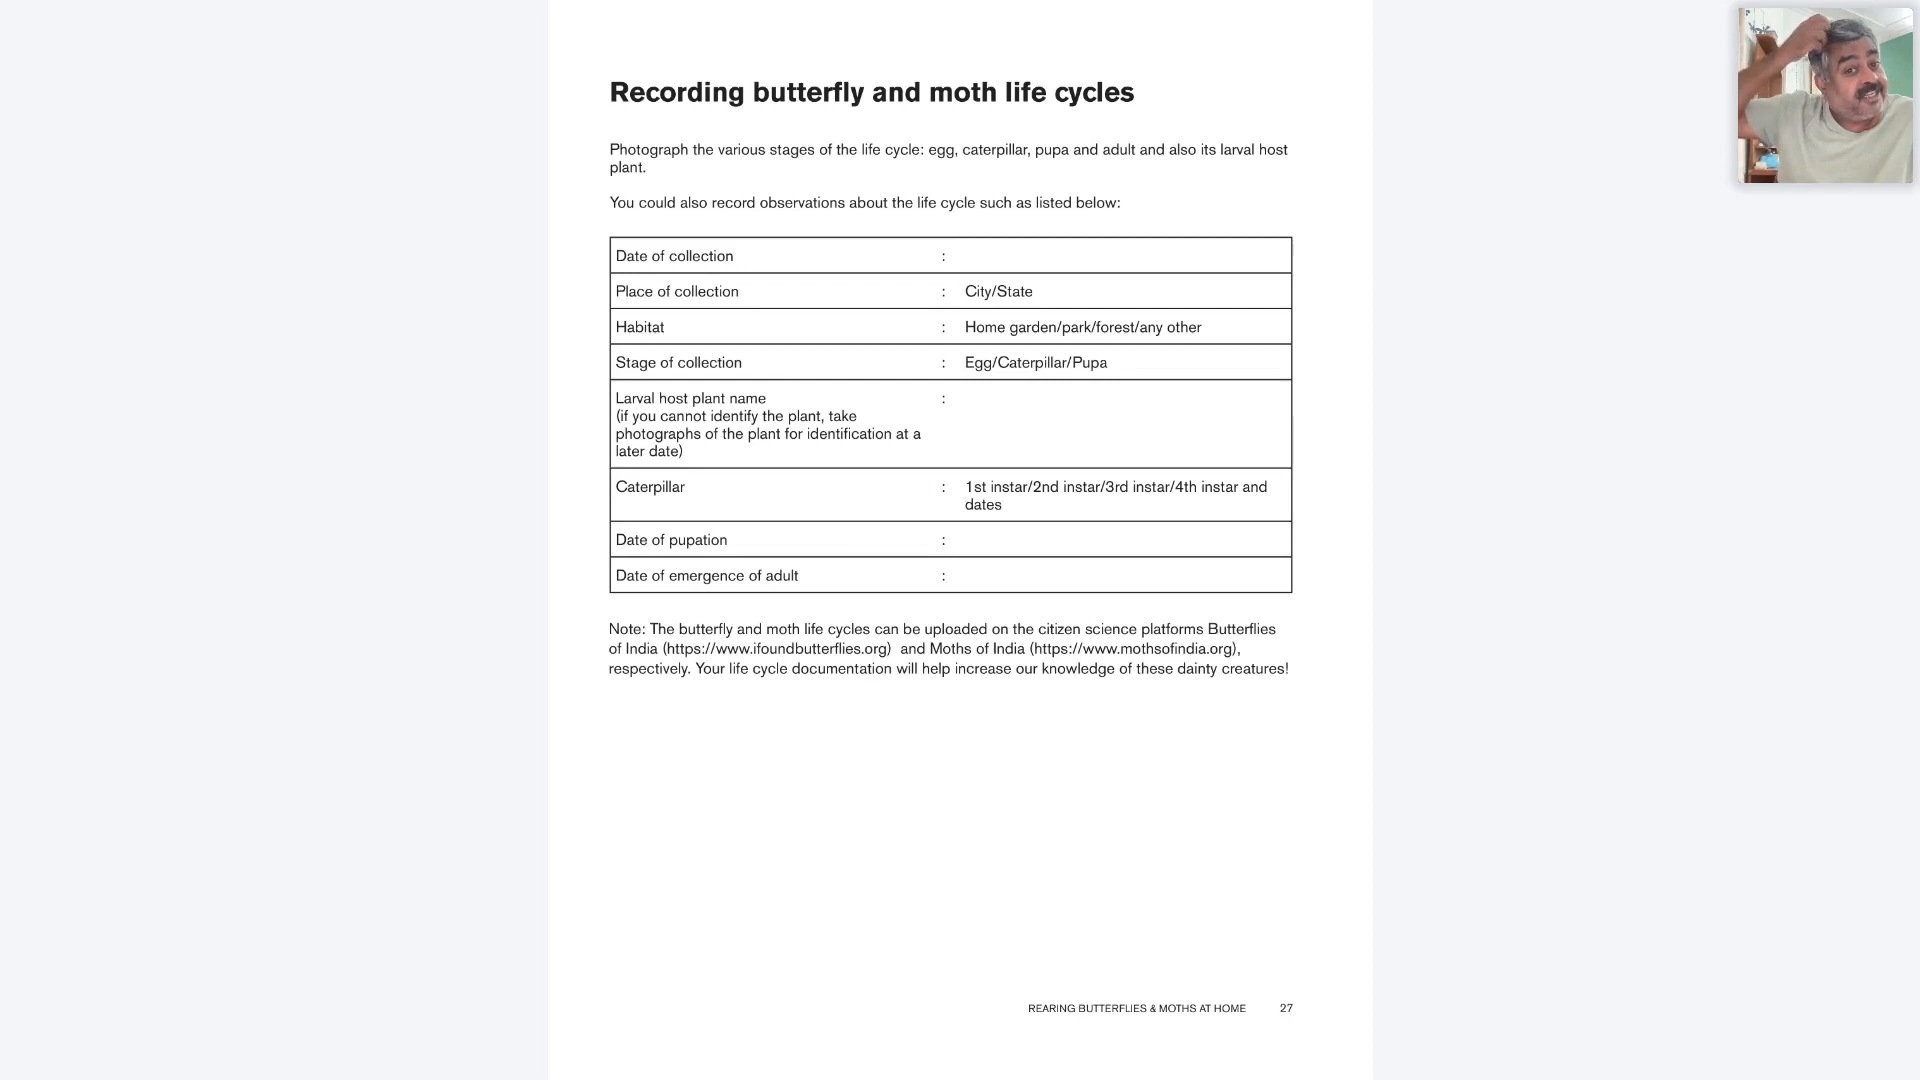 Recording butterfly and moth life cycles
Photograph the various stages of the life cycle: egg, caterpillar, pupa and adult and also its larval host
plant.
You could also record observations about the life cycle such as listed below:
Date of collection :
Place of collection : City/State
Habitat : Home garden/park/forest/any other
Stage of collection : Egg/Caterpillar/Pupa
Larval host plant name :
(if you cannot identify the plant, take
photographs of the plant for identification at a
later date)
Caterpillar : 1st instar/2nd instar/3rd instar/4th instar and
dates
Date of pupation :
Date of emergence of adult :
Note: The butterfly and moth life cycles can be uploaded on the citizen science platforms Butterflies
of India (https://www.ifoundbutterflies.org)  and Moths of India (https://www.mothsofindia.org),
respectively. Your life cycle documentation will help increase our knowledge of these dainty creatures!
REARING BUTTERFLIES & MOTHS AT HOME 27